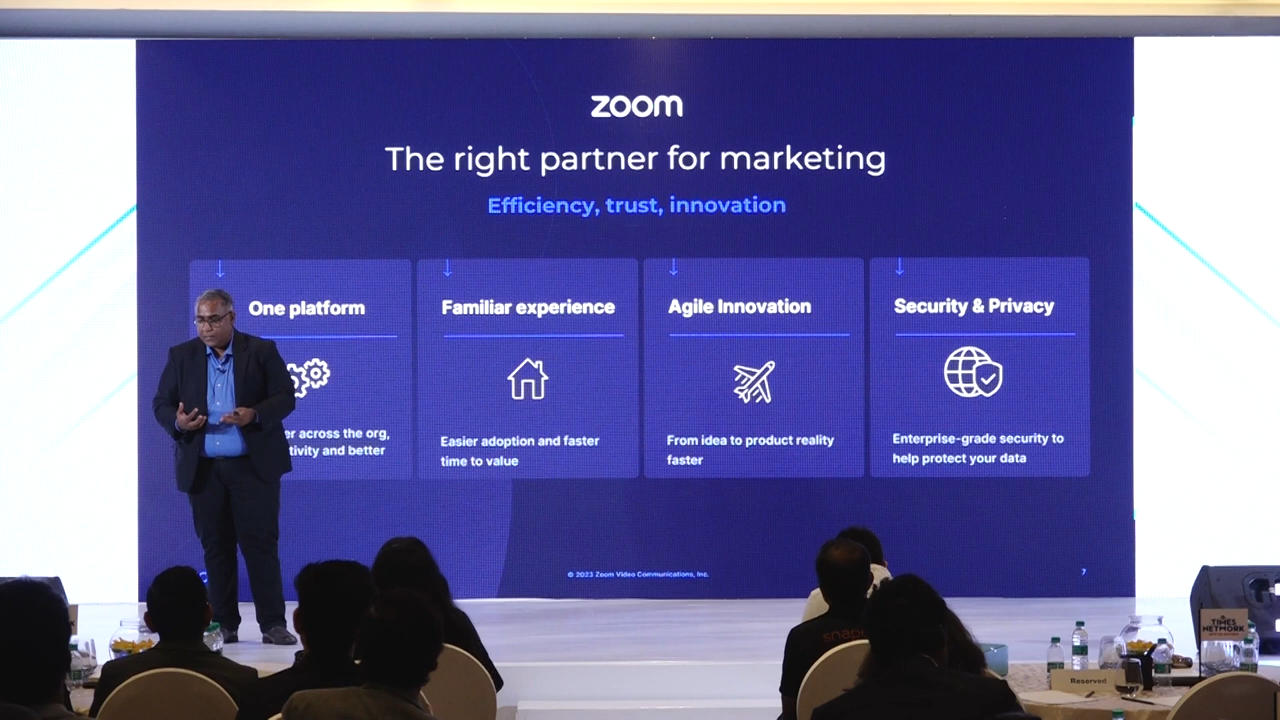 zoom
The right partner for marketing
Efficiency, trust, innovation
One platform
across the org,
and better
Familiar experience
Easier adoption and faster
time to value
Agile Innovation
From idea to product reality
faster
Security & Privacy
Enterprise-grade security to
help protect your data
© 2023 Zoom Video Communications, Inc.
7
TIMES
NETWORK
Reserved